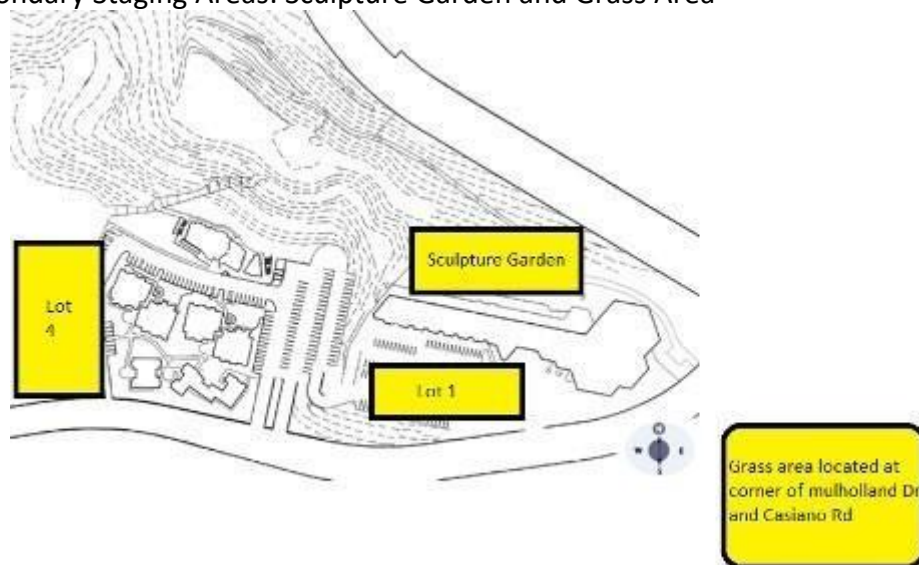 Staging Areas: Sculpture Garden and Grass Area
Sculpture Garden
Lot
4
Lot 1
W E
S
Grass area located at
corner of mulholland Dr
and Casiano Rd